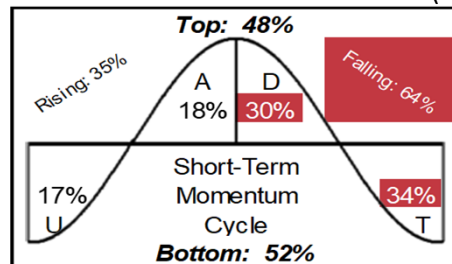 Top: 48%
Rising: 35%
Falling: 64%
A D
18% 30%
Short-Term
17% Momentum 34%
U Cycle T
Bottom: 52%